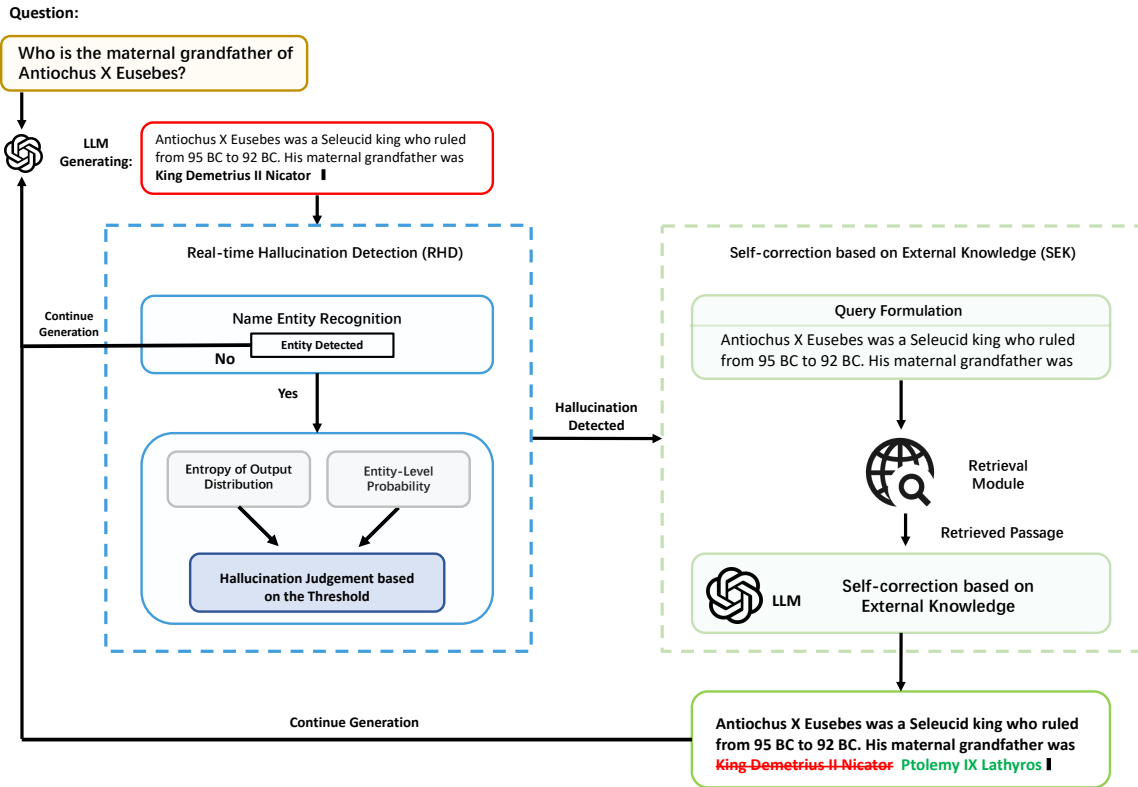 Question:
Who is the maternal grandfather of
Antiochus X Eusebes?
LLM
Generating:
Antiochus X Eusebes was a Seleucid king who ruled
from 95 BC to 92 BC. His maternal grandfather was
King Demetrius II Nicator
Real-time Hallucination Detection (RHD)
Continue
Generation
Name Entity Recognition
Entity Detected
No
Yes
Entropy of Output
Distribution
Entity-Level
Probability
Hallucination Judgement based
on the Threshold
Hallucination
Detected
Self-correction based on External Knowledge (SEK)
Query Formulation
Antiochus X Eusebes was a Seleucid king who ruled
from 95 BC to 92 BC. His maternal grandfather was
Retrieval
Module
Retrieved Passage
LLM
Self-correction based on
External Knowledge
Continue Generation
Antiochus X Eusebes was a Seleucid king who ruled
from 95 BC to 92 BC. His maternal grandfather was
King Demetrius II Nicator Ptolemy IX Lathyros